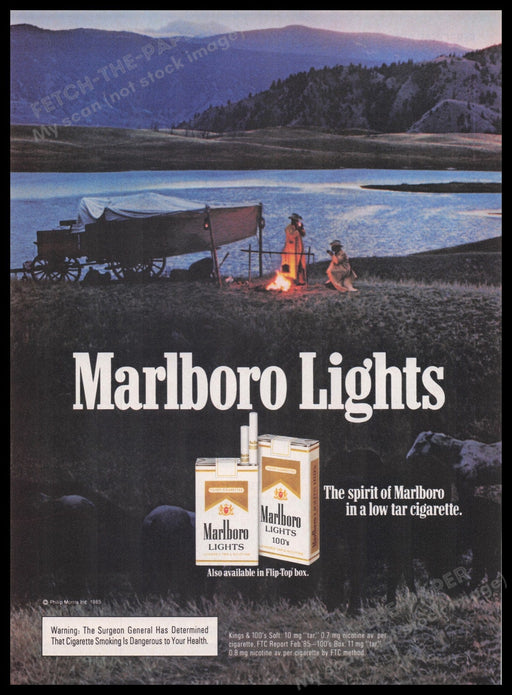 FETCH-THE-PAPER
My scan (not stock image)
Marlboro Lights
Marlboro
LIGHTS
Marlboro
LIGHTS
100's
The spirit of Marlboro
in a low tar cigarette.
Also available in Flip-Top box.
© Philip Morris Inc. 1985
Warning: The Surgeon General Has Determined
That Cigarette Smoking Is Dangerous to Your Health.
Kings & 100's Soft: 10 mg "tar," 0.7 mg nicotine av. per
cigarette, FTC Report Feb. 85—100's Box: 11 mg "tar,"
0.8 mg nicotine av. per cigarette by FTC method.